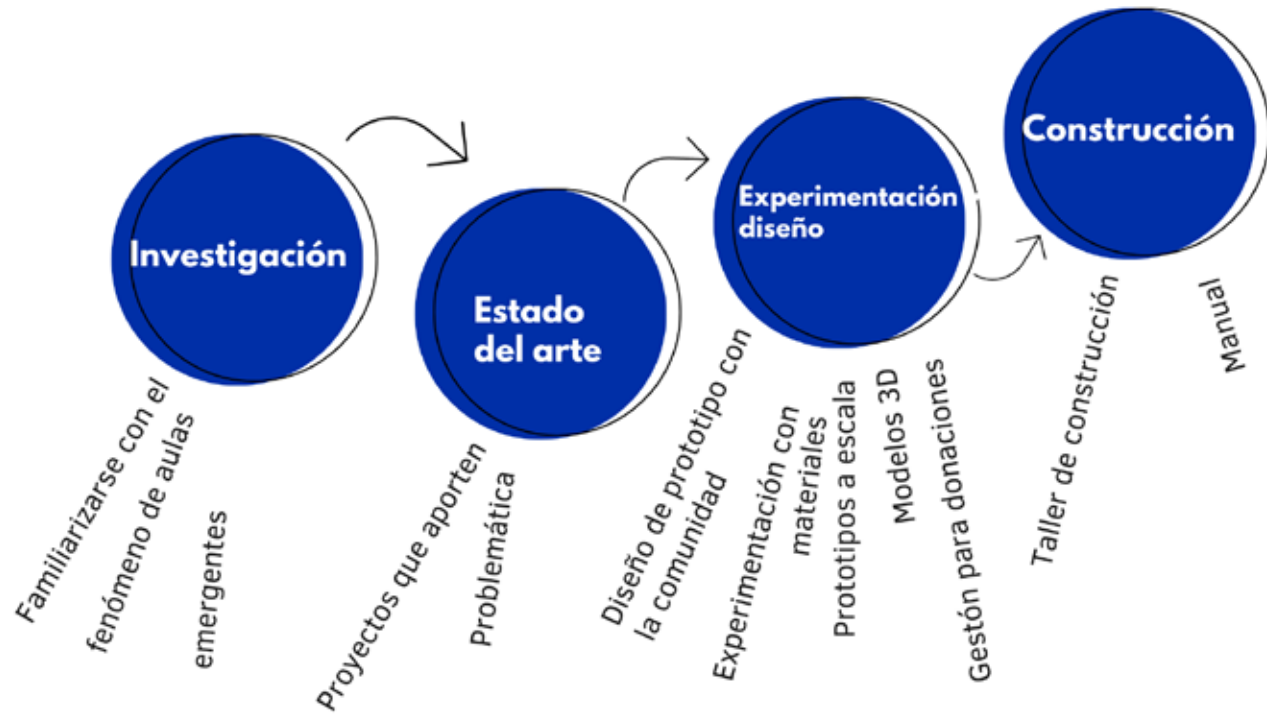 Investigación
Familiarizarse con el
fenómeno de aulas
emergentes
Estado
del arte
Proyectos que aporten
Problemática
Experimentación
diseño
Diseño de prototipo con
la comunidad
Experimentación con
materiales
Prototipos a escala
Modelos 3D
Gestón para donaciones
Construcción
Taller de construcción
Manual